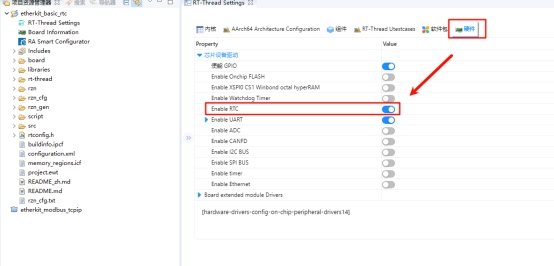 项目资源管理器
RT-Thread Settings
etherkit_basic_rtc
RT-Thread Settings
Board Information
RA Smart Configurator
Includes
board
libraries
rt-thread
rzn
rzn_cfg
rzn_gen
script
src
rtconfig.h
buildinfo.ipcf
configuration.xml
memory_regions.icf
project.ewt
README_zh.md
README.md
rzn_cfg.txt
etherkit_modbus_tcpip
内核
AArch64 Architecture Configuration
组件
RT-Thread Utestcases
软件包
硬件
Property
Value
芯片设备驱动
使能 GPIO
Enable Onchip FLASH
Enable XSPI0 CS1 Winbond octal hyperRAM
Enable Watchdog Timer
Enable RTC
Enable UART
Enable ADC
Enable CANFD
Enable I2C BUS
Enable SPI BUS
Enable timer
Enable Ethernet
Board extended module Drivers
[hardware-drivers-config-on-chip-peripheral-drivers14]